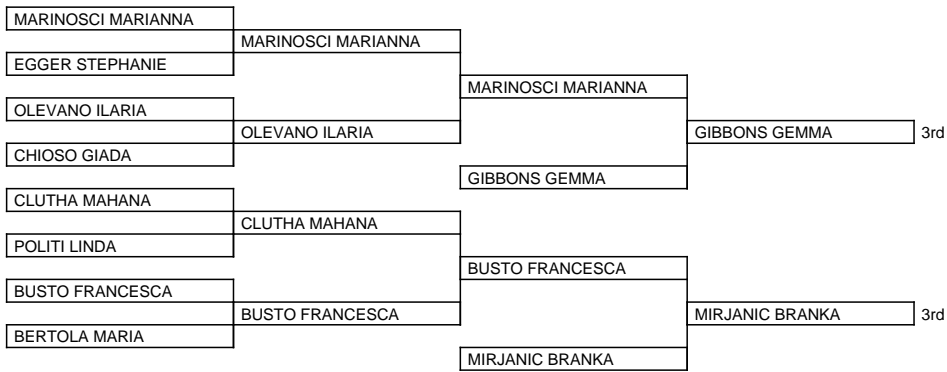 MARINOSCI MARIANNA
MARINOSCI MARIANNA
EGGER STEPHANIE
MARINOSCI MARIANNA
OLEVANO ILARIA
OLEVANO ILARIA
GIBBONS GEMMA 3rd
CHIOSO GIADA
GIBBONS GEMMA
CLUTHA MAHANA
CLUTHA MAHANA
POLITI LINDA
BUSTO FRANCESCA
BUSTO FRANCESCA
BUSTO FRANCESCA
MIRJANIC BRANKA 3rd
BERTOLA MARIA
MIRJANIC BRANKA